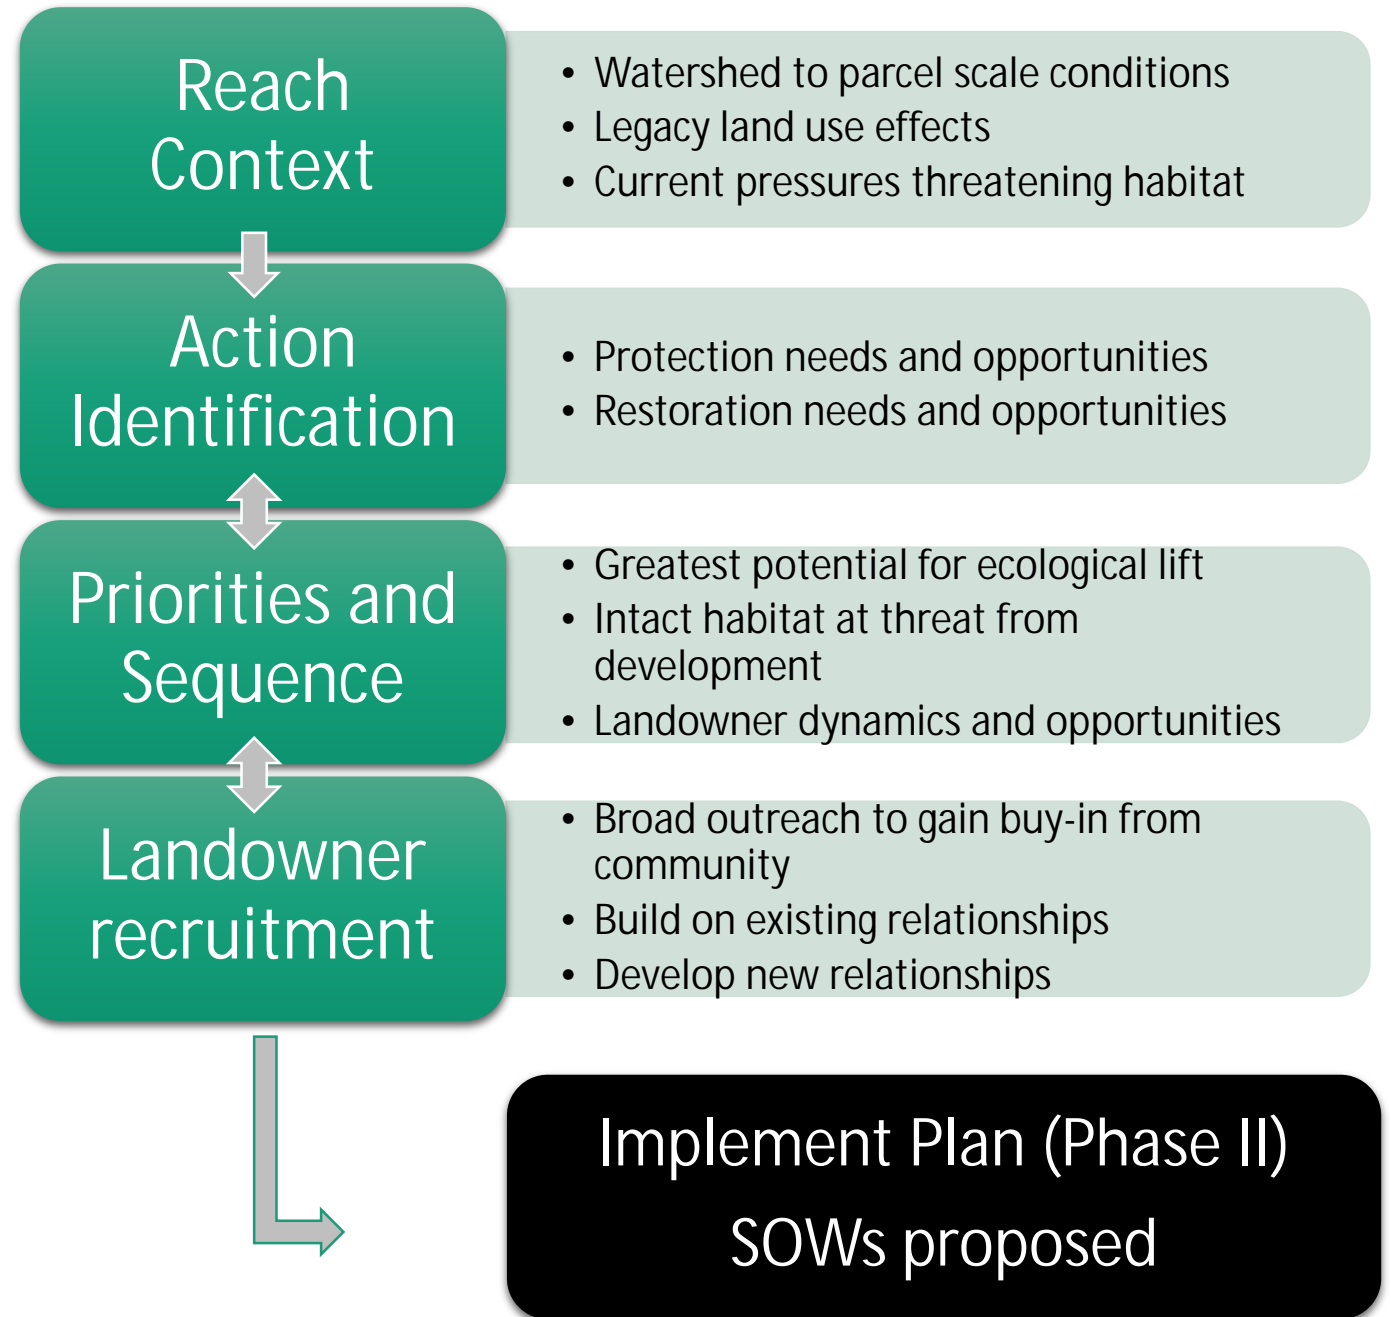 Reach
Context
• Watershed to parcel scale conditions
• Legacy land use effects
• Current pressures threatening habitat
Action
Identification
• Protection needs and opportunities
• Restoration needs and opportunities
Priorities and
Sequence
• Greatest potential for ecological lift
• Intact habitat at threat from
development
• Landowner dynamics and opportunities
Landowner
recruitment
• Broad outreach to gain buy-in from
community
• Build on existing relationships
• Develop new relationships
Implement Plan (Phase II)
SOWs proposed